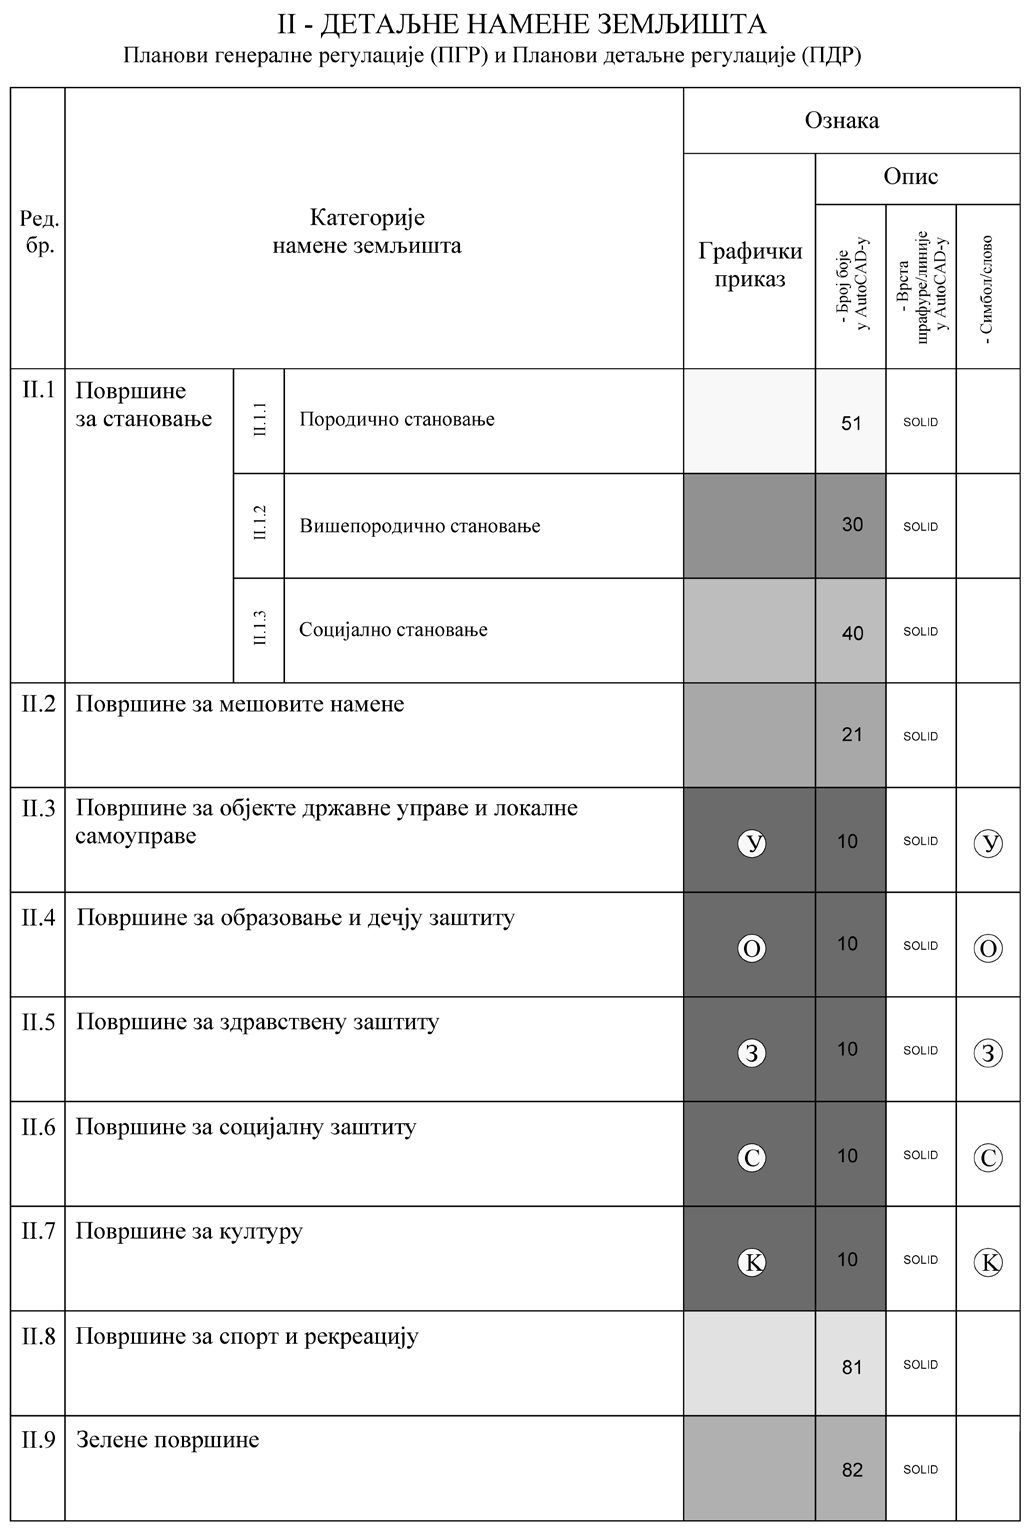 II - ДЕТАЉНЕ НАМЕНЕ ЗЕМЉИШТА
Планови генералне регулације (ПГР) и Планови детаљне регулације (ПДР)
Ред.
бр.
Категорије
намене земљишта
Ознака
Графички
приказ
Опис
- Број боје
у AutoCAD-у
- Врста
шрафуре/линије
у AutoCAD-у
- Симбол/слово
II.1
Површине
за становање
II.1.1
Породично становање
51
SOLID
II.1.2
Вишепородично становање
30
SOLID
II.1.3
Социјално становање
40
SOLID
II.2
Површине за мешовите намене
21
SOLID
II.3
Површине за објекте државне управе и локалне
самоуправе
У
10
SOLID
У
II.4
Површине за образовање и дечју заштиту
О
10
SOLID
О
II.5
Површине за здравствену заштиту
З
10
SOLID
З
II.6
Површине за социјалну заштиту
С
10
SOLID
С
II.7
Површине за културу
К
10
SOLID
К
II.8
Површине за спорт и рекреацију
81
SOLID
II.9
Зелене површине
82
SOLID